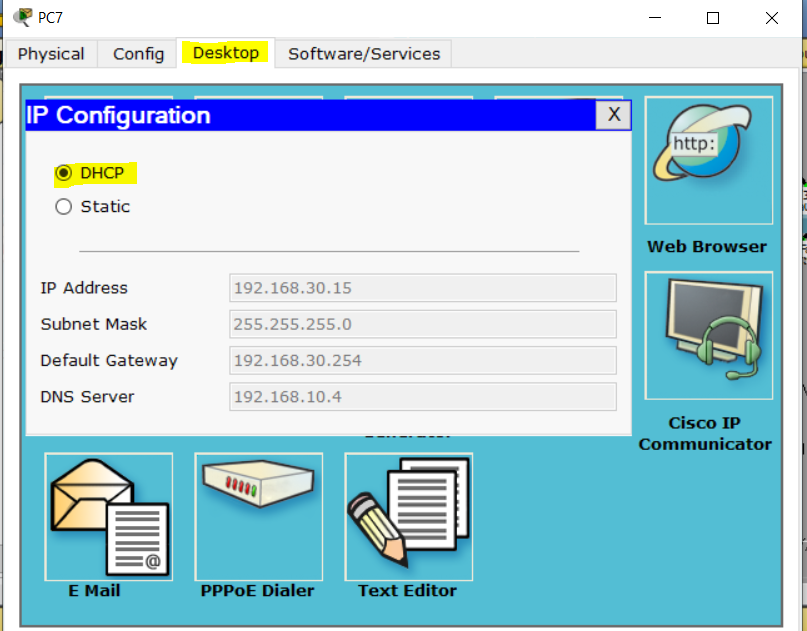 PC7
Physical Config Desktop Software/Services
IP Configuration X
DHCP
Static
IP Address 192.168.30.15
Subnet Mask 255.255.255.0
Default Gateway 192.168.30.254
DNS Server 192.168.10.4
http:
Web Browser
Cisco IP
Communicator
@
E Mail PPPoE Dialer Text Editor